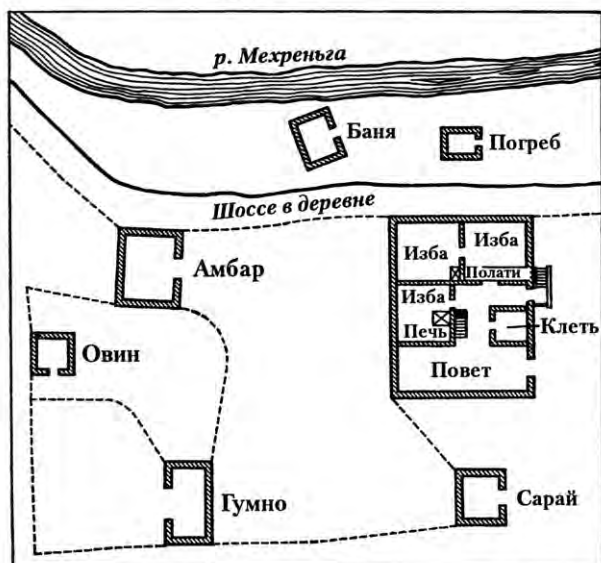 р. Мехреньга
Баня
Погреб
Шоссе в деревне
Амбар
Изба
Изба
Полати
Изба
Печь
Клеть
Овин
Повет
Гумно
Сарай